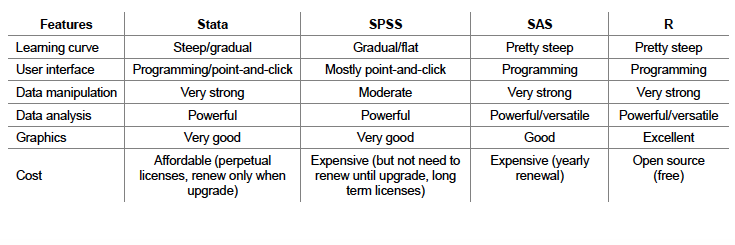 Features Stata SPSS SAS R
Learning curve Steep/gradual Gradual/flat Pretty steep Pretty steep
User interface Programming/point-and-click Mostly point-and-click Programming Programming
Data manipulation Very strong Moderate Very strong Very strong
Data analysis Powerful Powerful Powerful/versatile Powerful/versatile
Graphics Very good Very good Good Excellent
Cost
Affordable (perpetual
licenses, renew only when
upgrade)
Expensive (but not need to
renew until upgrade, long
term licenses)
Expensive (yearly
renewal)
Open source
(free)